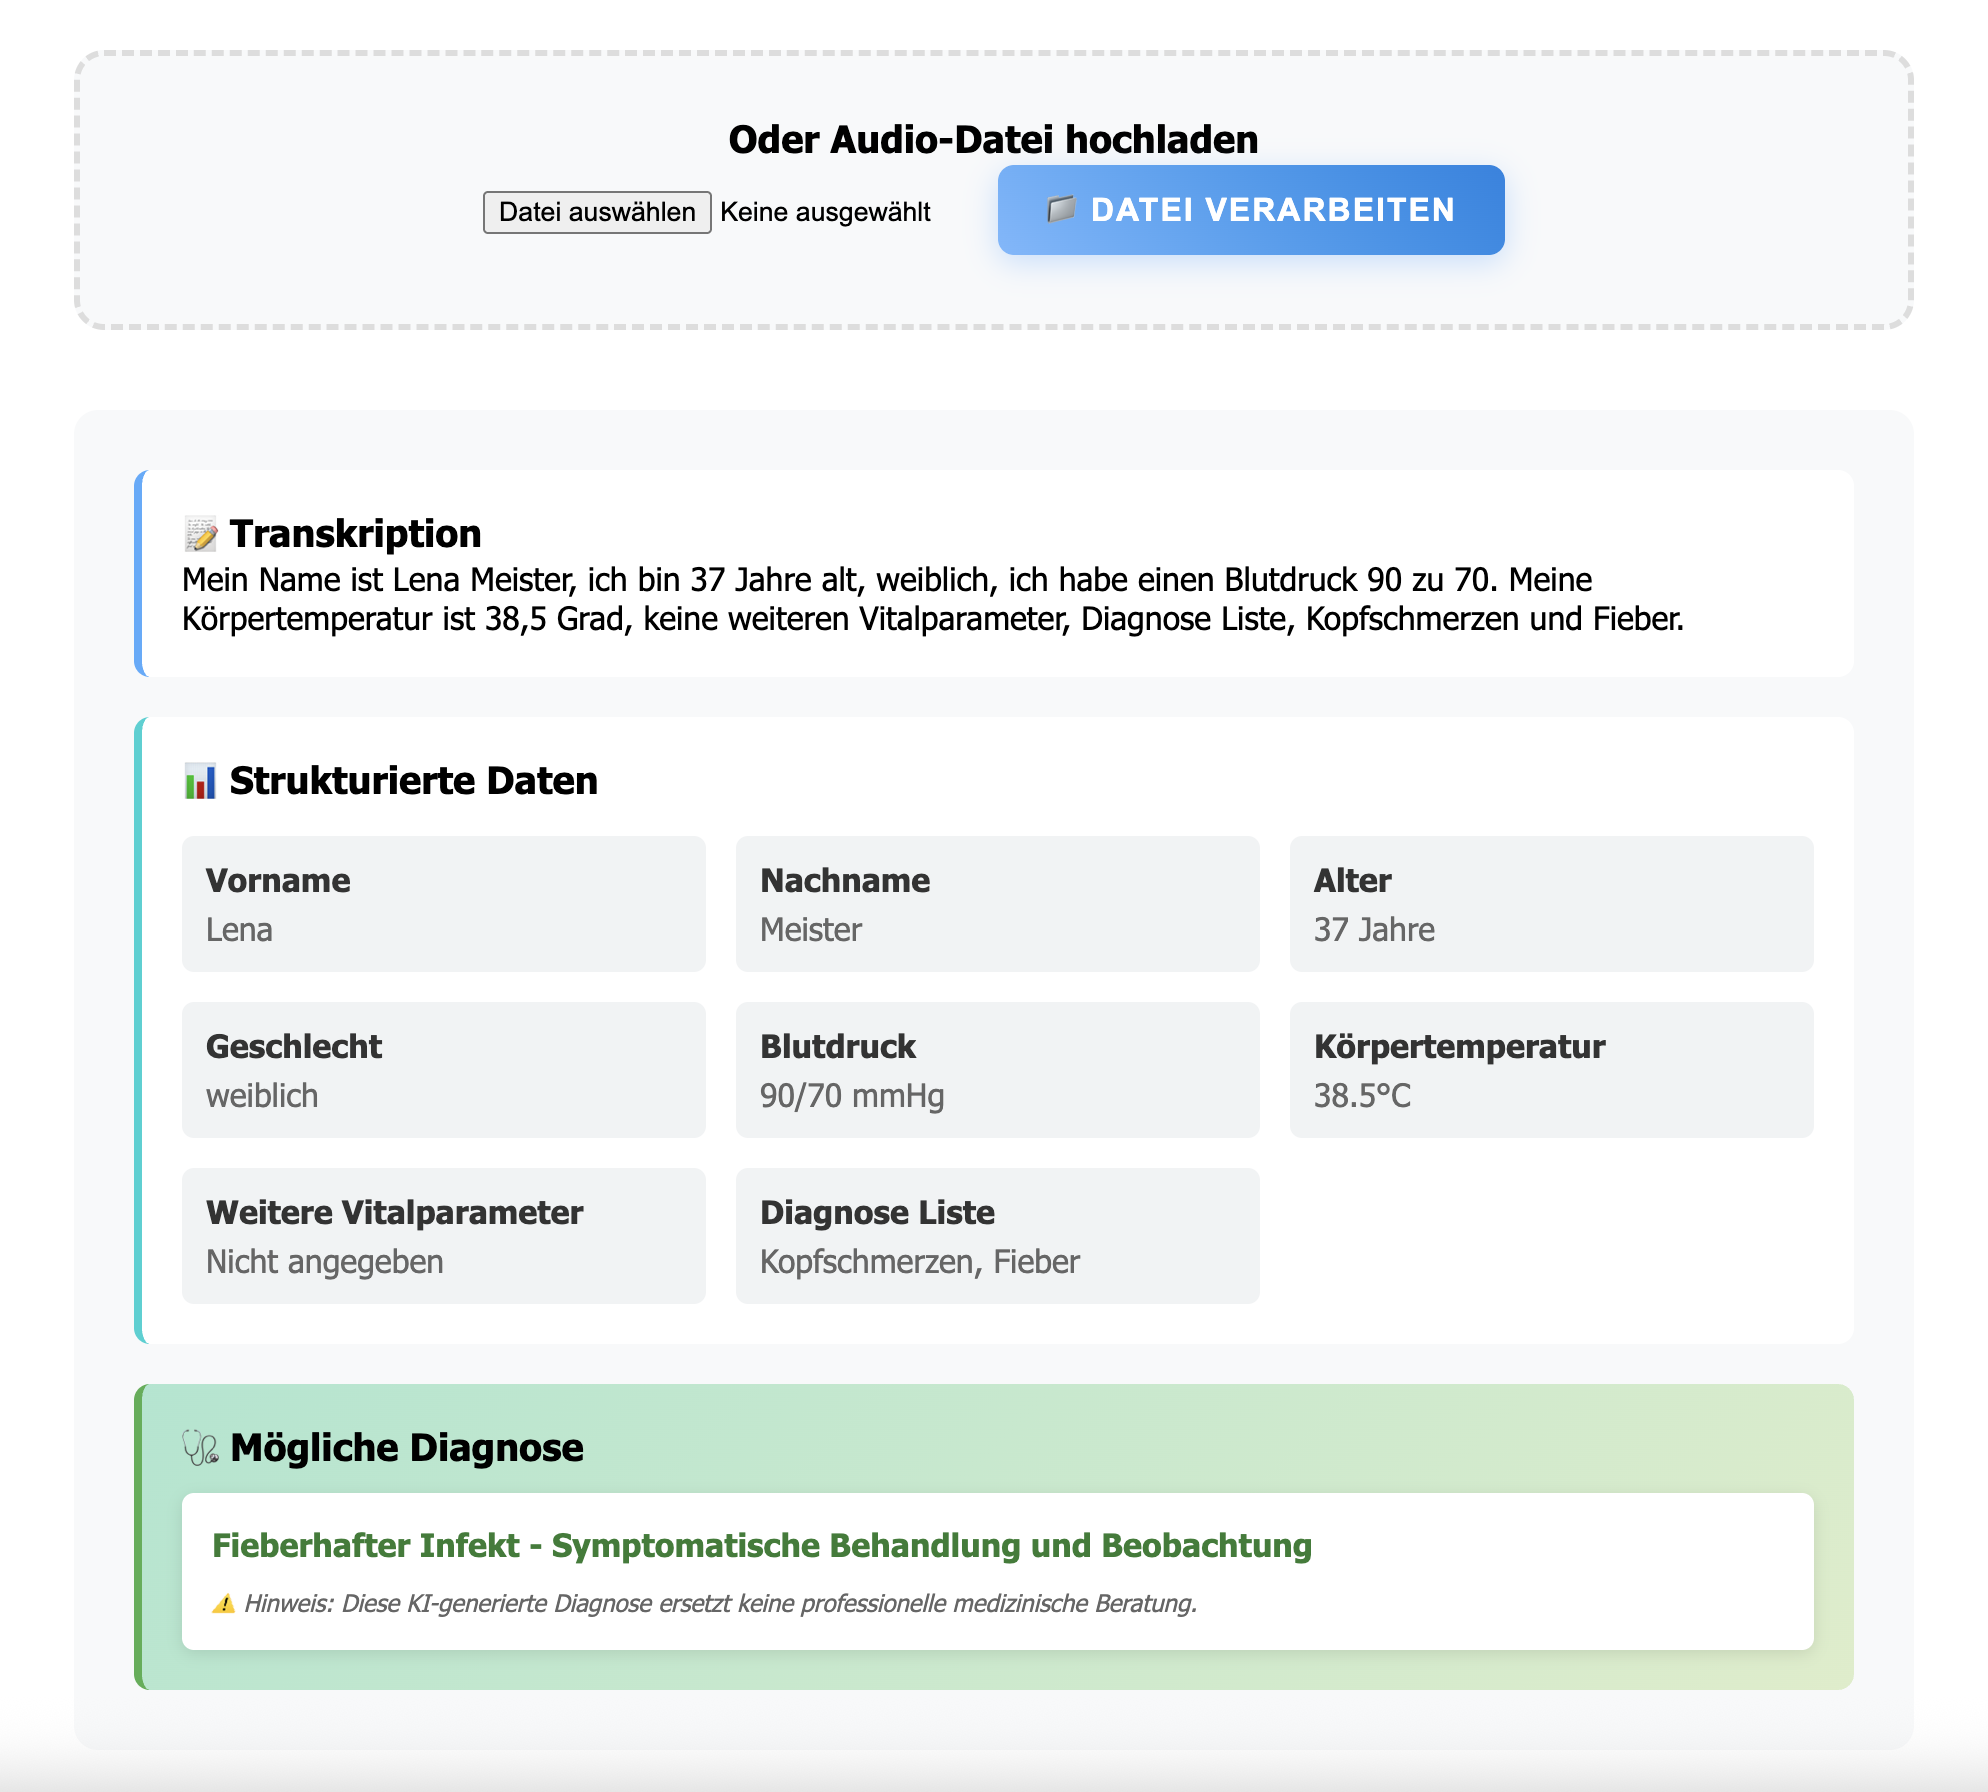 Oder Audio-Datei hochladen
Datei auswählen Keine ausgewählt
DATEI VERARBEITEN
Transkription
Mein Name ist Lena Meister, ich bin 37 Jahre alt, weiblich, ich habe einen Blutdruck 90 zu 70. Meine
Körpertemperatur ist 38,5 Grad, keine weiteren Vitalparameter, Diagnose Liste, Kopfschmerzen und Fieber.
Strukturierte Daten
Vorname
Lena
Nachname
Meister
Alter
37 Jahre
Geschlecht
weiblich
Blutdruck
90/70 mmHg
Körpertemperatur
38.5°C
Weitere Vitalparameter
Nicht angegeben
Diagnose Liste
Kopfschmerzen, Fieber
Mögliche Diagnose
Fieberhafter Infekt - Symptomatische Behandlung und Beobachtung
Hinweis: Diese KI-generierte Diagnose ersetzt keine professionelle medizinische Beratung.